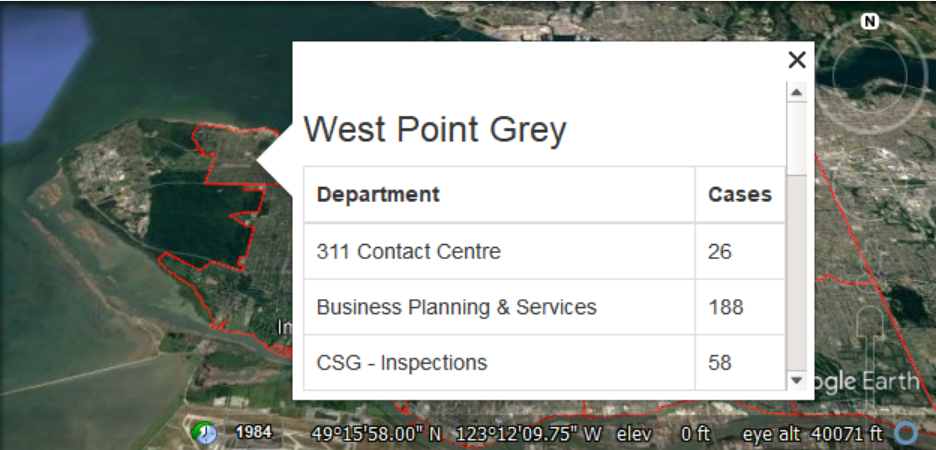 N
West Point Grey
Department Cases
311 Contact Centre 26
Business Planning & Services 188
CSG - Inspections 58
In
ogle Earth
1984 49°15'58.00" N 123°12'09.75" W elev 0 ft eye alt 40071 ft